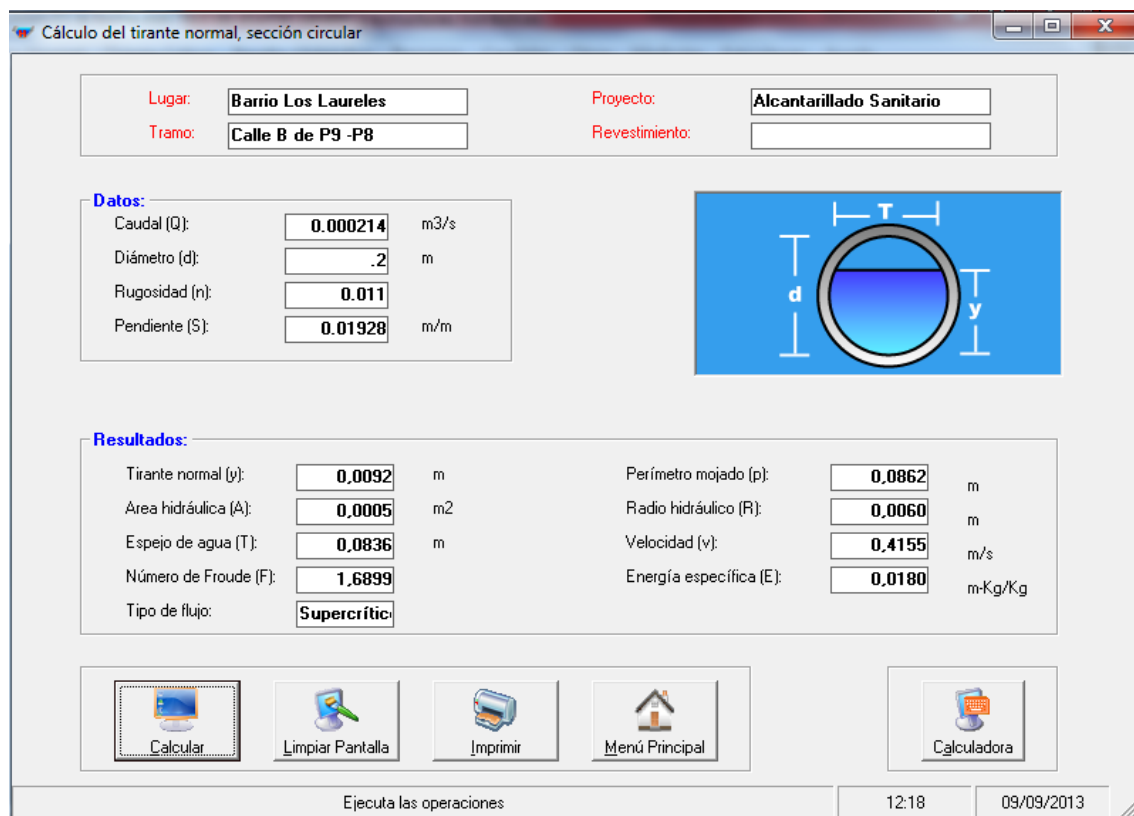 Cálculo del tirante normal, sección circular
Lugar: Barrio Los Laureles Proyecto: Alcantarillado Sanitario
Tramo: Calle B de P9 -P8 Revestimiento:
Datos:
Caudal (Q): 0.000214 m3/s
Diámetro (d): .2 m
Rugosidad (n): 0.011
Pendiente (S): 0.01928 m/m
T
d
y
Resultados:
Tirante normal (y): 0,0092 m Perímetro mojado (p): 0,0862 m
Area hidráulica (A): 0,0005 m2 Radio hidráulico (R): 0,0060 m
Espejo de agua (T): 0,0836 m Velocidad (v): 0,4155 m/s
Número de Froude (F): 1,6899 Energía específica (E): 0,0180 m-Kg/Kg
Tipo de flujo: Supercrític
Calcular Limpiar Pantalla Imprimir Menú Principal Calculadora
Ejecuta las operaciones 12:18 09/09/2013